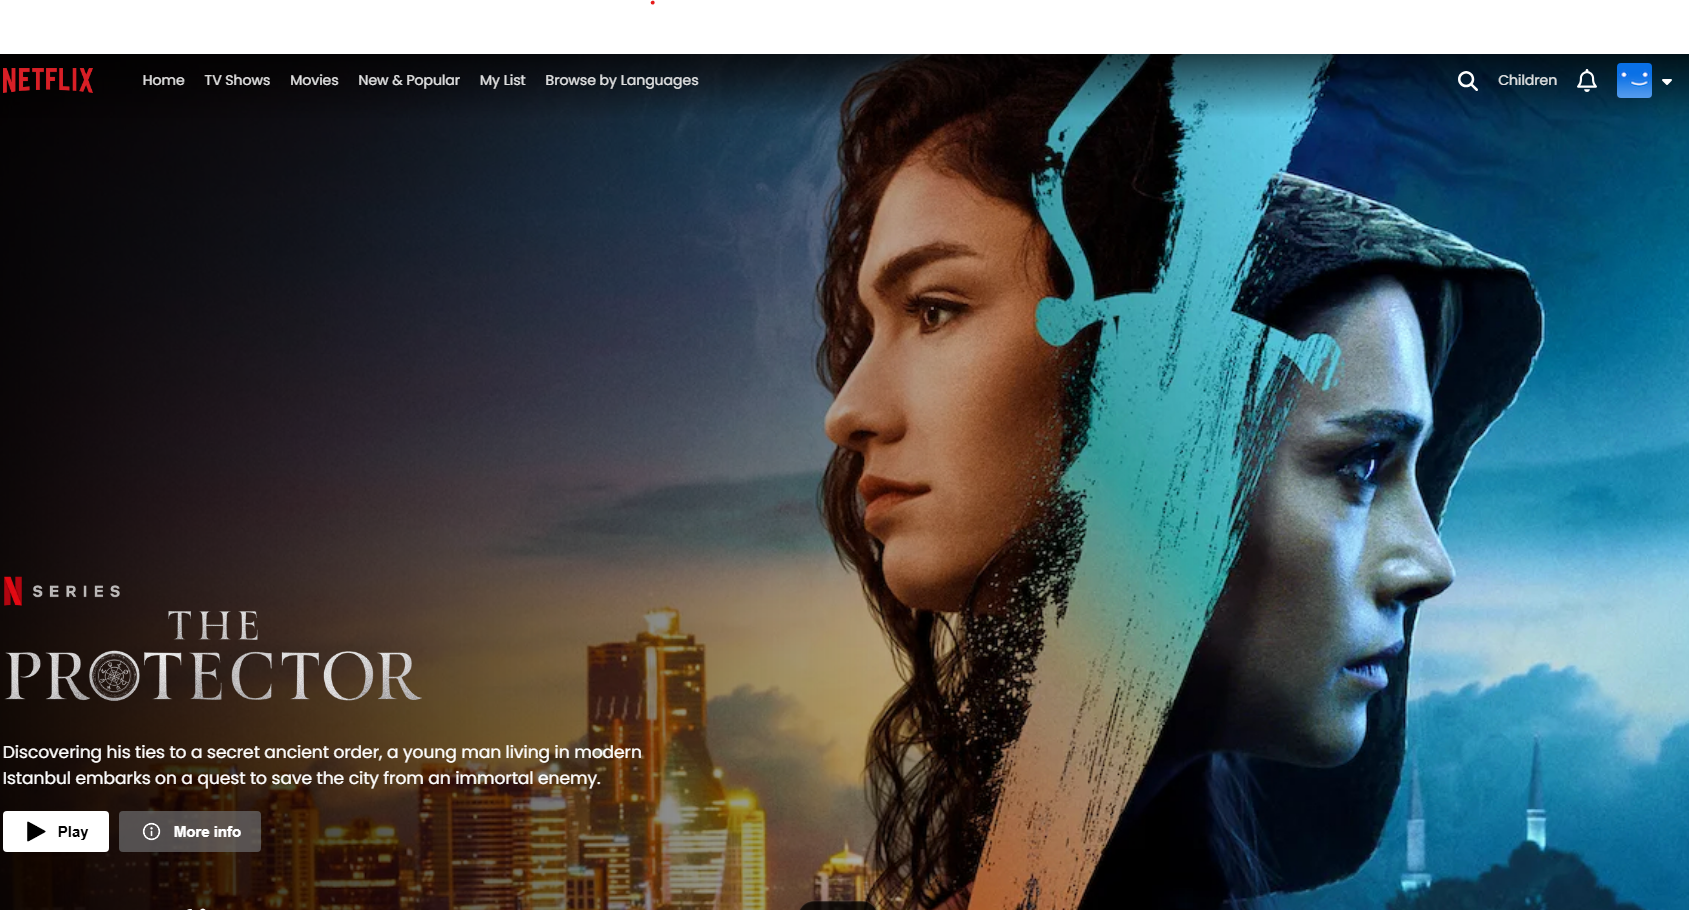 NETFLIX
Home TV Shows Movies New & Popular My List Browse by Languages
Children
N SERIES
THE
PROTECTOR
Discovering his ties to a secret ancient order, a young man living in modern
Istanbul embarks on a quest to save the city from an immortal enemy.
Play More info